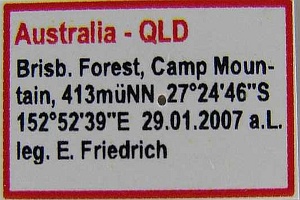 Australia - QLD
Brisb. Forest, Camp Moun-
tain, 413müNN, 27°24'46"S
152°52'39"E 29.01.2007 a.L.
leg. E. Friedrich